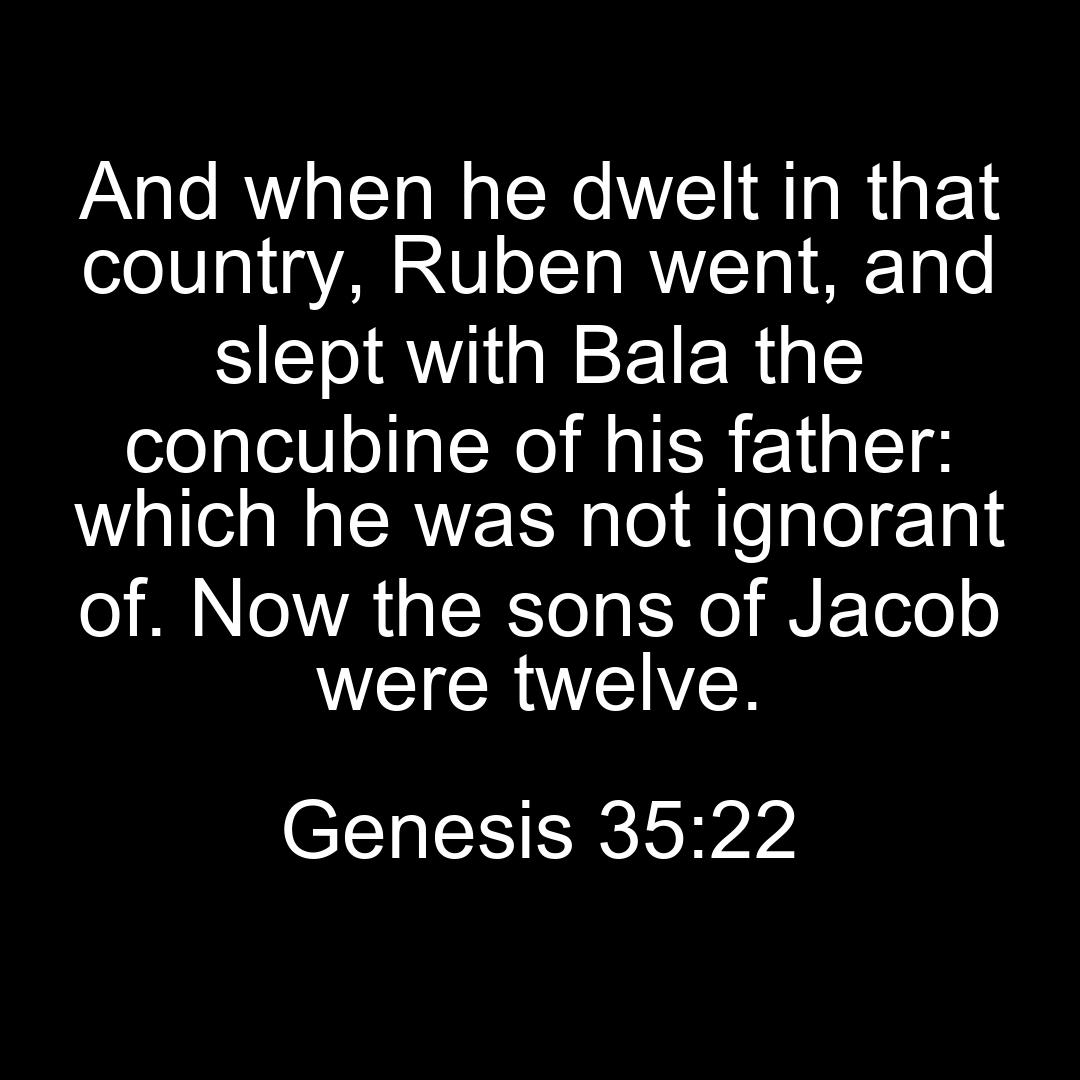 And when he dwelt in that
country, Ruben went, and
slept with Bala the
concubine of his father:
which he was not ignorant
of. Now the sons of Jacob
were twelve.
Genesis 35:22